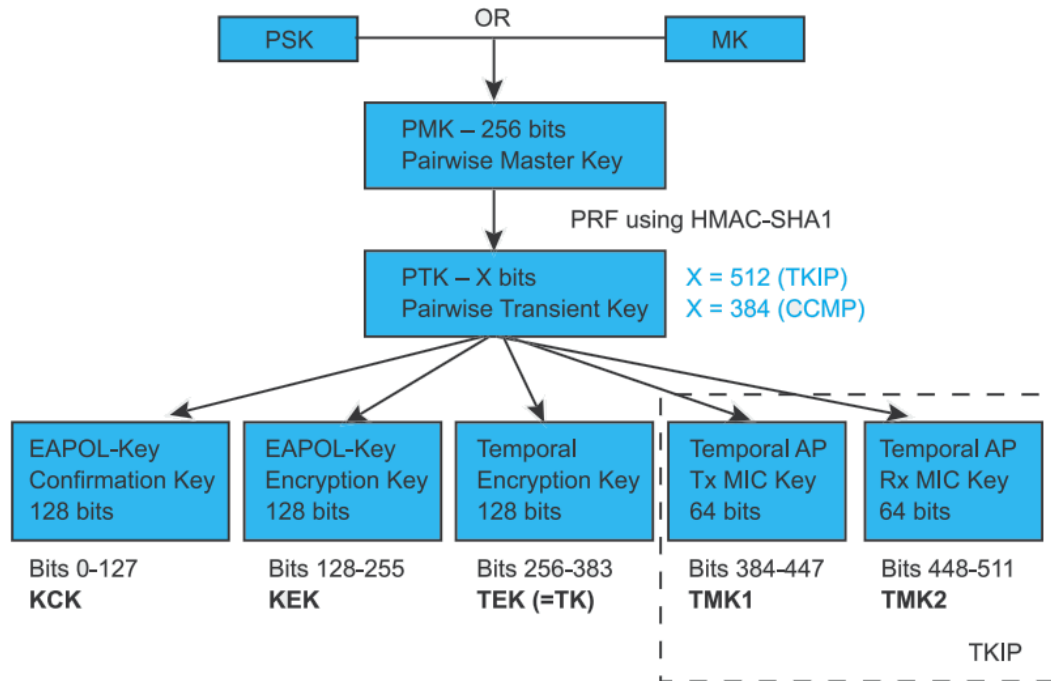 OR
PSK
MK
PMK – 256 bits
Pairwise Master Key
PRF using HMAC-SHA1
PTK – X bits
Pairwise Transient Key
X = 512 (TKIP)
X = 384 (CCMP)
EAPOL-Key
Confirmation Key
128 bits
EAPOL-Key
Encryption Key
128 bits
Temporal
Encryption Key
128 bits
Temporal AP
Tx MIC Key
64 bits
Temporal AP
Rx MIC Key
64 bits
Bits 0-127
KCK
Bits 128-255
KEK
Bits 256-383
TEK (=TK)
Bits 384-447
TMK1
Bits 448-511
TMK2
TKIP